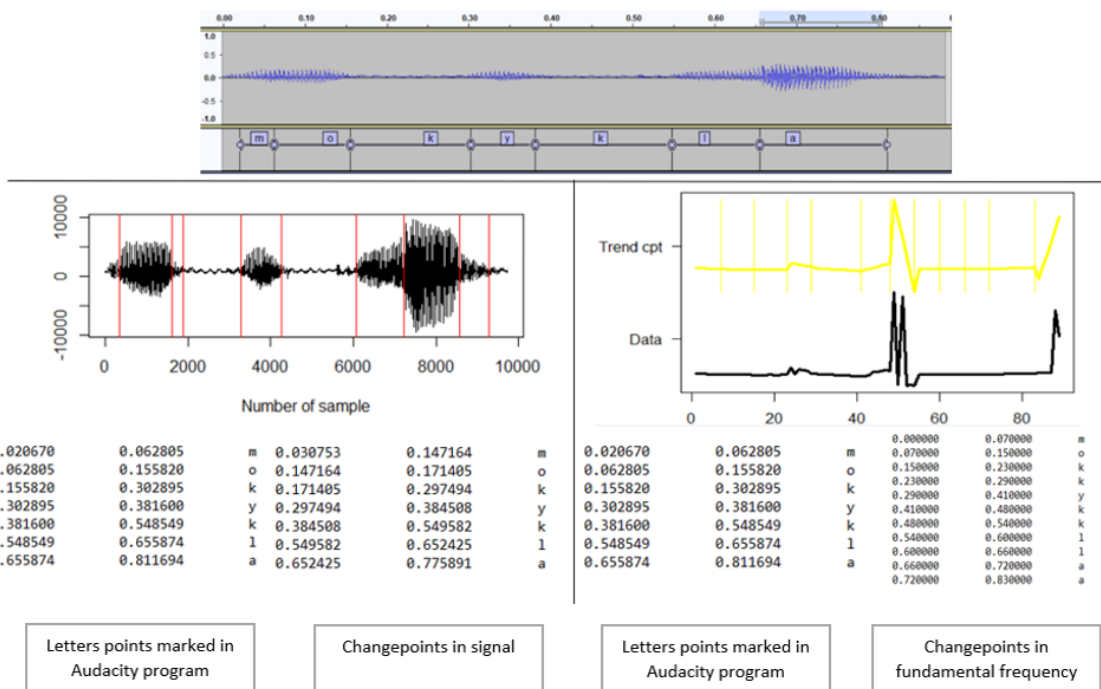 0.00 0.10 0.20 0.30 0.40 0.50 0.60 0.70 0.80
1.0
0.5
0.0
-0.5
-1.0
m o k y k l a
10000
0
-10000
0 2000 4000 6000 8000 10000
Number of sample
Trend cpt
Data
0 20 40 60 80
.020670 0.062805 m 0.030753 0.147164 m
.062805 0.155820 o 0.147164 0.171405 o
.155820 0.302895 k 0.171405 0.297494 k
.302895 0.381600 y 0.297494 0.384508 y
.381600 0.548549 k 0.384508 0.549582 k
.548549 0.655874 l 0.549582 0.652425 l
.655874 0.811694 a 0.652425 0.775891 a
0.020670 0.062805 m
0.062805 0.155820 o
0.155820 0.302895 k
0.302895 0.381600 y
0.381600 0.548549 k
0.548549 0.655874 l
0.655874 0.811694 a
0.000000 0.070000 m
0.070000 0.150000 o
0.150000 0.230000 k
0.230000 0.290000 k
0.290000 0.410000 y
0.410000 0.480000 k
0.480000 0.540000 k
0.540000 0.600000 l
0.600000 0.660000 l
0.660000 0.720000 a
0.720000 0.830000 a
Letters points marked in
Audacity program
Changepoints in signal
Letters points marked in
Audacity program
Changepoints in
fundamental frequency